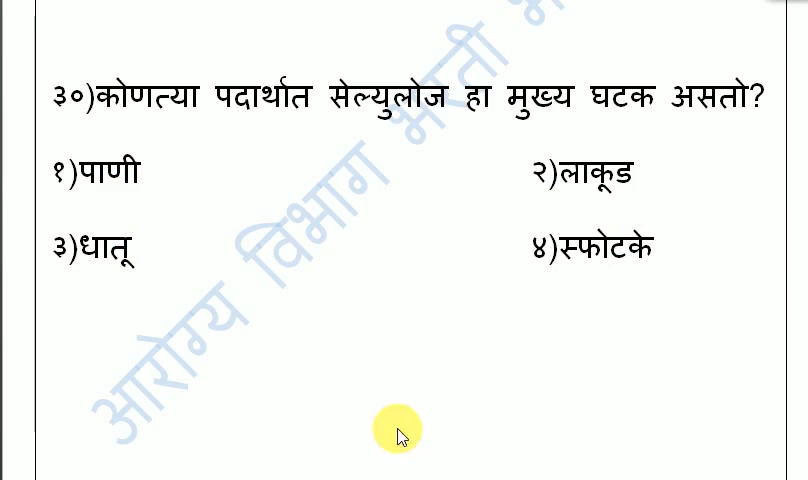 ३०)कोणत्या पदार्थात सेल्युलोज हा मुख्य घटक असतो?
१)पाणी २)लाकूड
३)धातू ४)स्फोटके
आरोग्य विभाग भरती